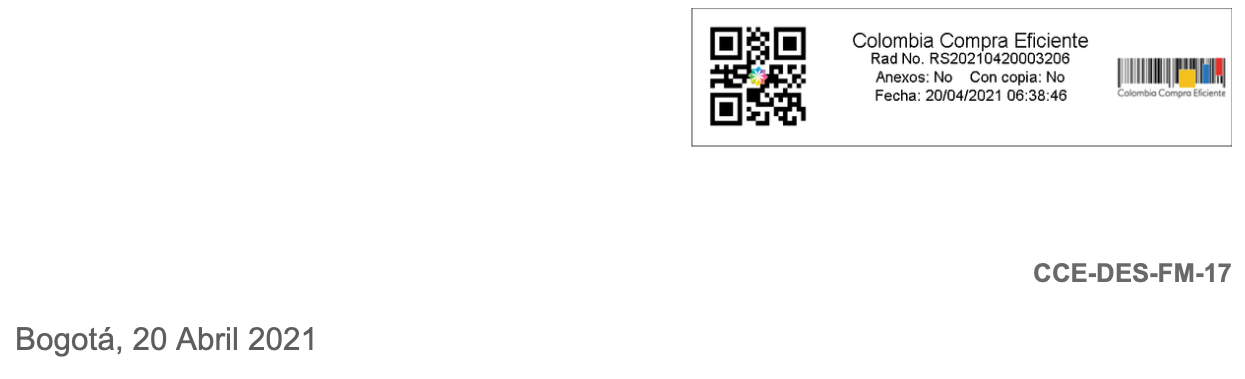 Colombia Compra Eficiente
Rad No. RS20210420003206
Anexos: No Con copia: No
Fecha: 20/04/2021 06:38:46
Colombia Compra Eficiente
CCE-DES-FM-17
Bogotá, 20 Abril 2021